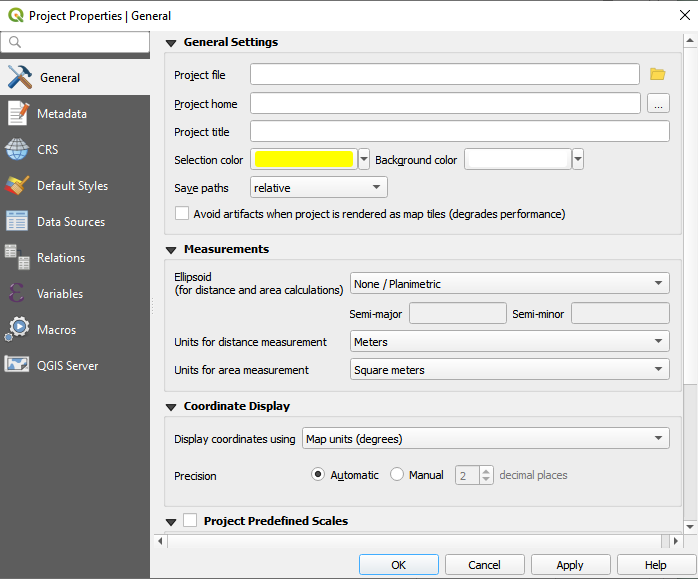 Project Properties | General
General
Metadata
CRS
Default Styles
Data Sources
Relations
Variables
Macros
QGIS Server
General Settings
Project file
Project home
...
Project title
Selection color
Background color
Save paths
relative
Avoid artifacts when project is rendered as map tiles (degrades performance)
Measurements
Ellipsoid
(for distance and area calculations)
None / Planimetric
Semi-major
Semi-minor
Units for distance measurement
Meters
Units for area measurement
Square meters
Coordinate Display
Display coordinates using
Map units (degrees)
Precision
Automatic
Manual
2
decimal places
Project Predefined Scales
OK
Cancel
Apply
Help